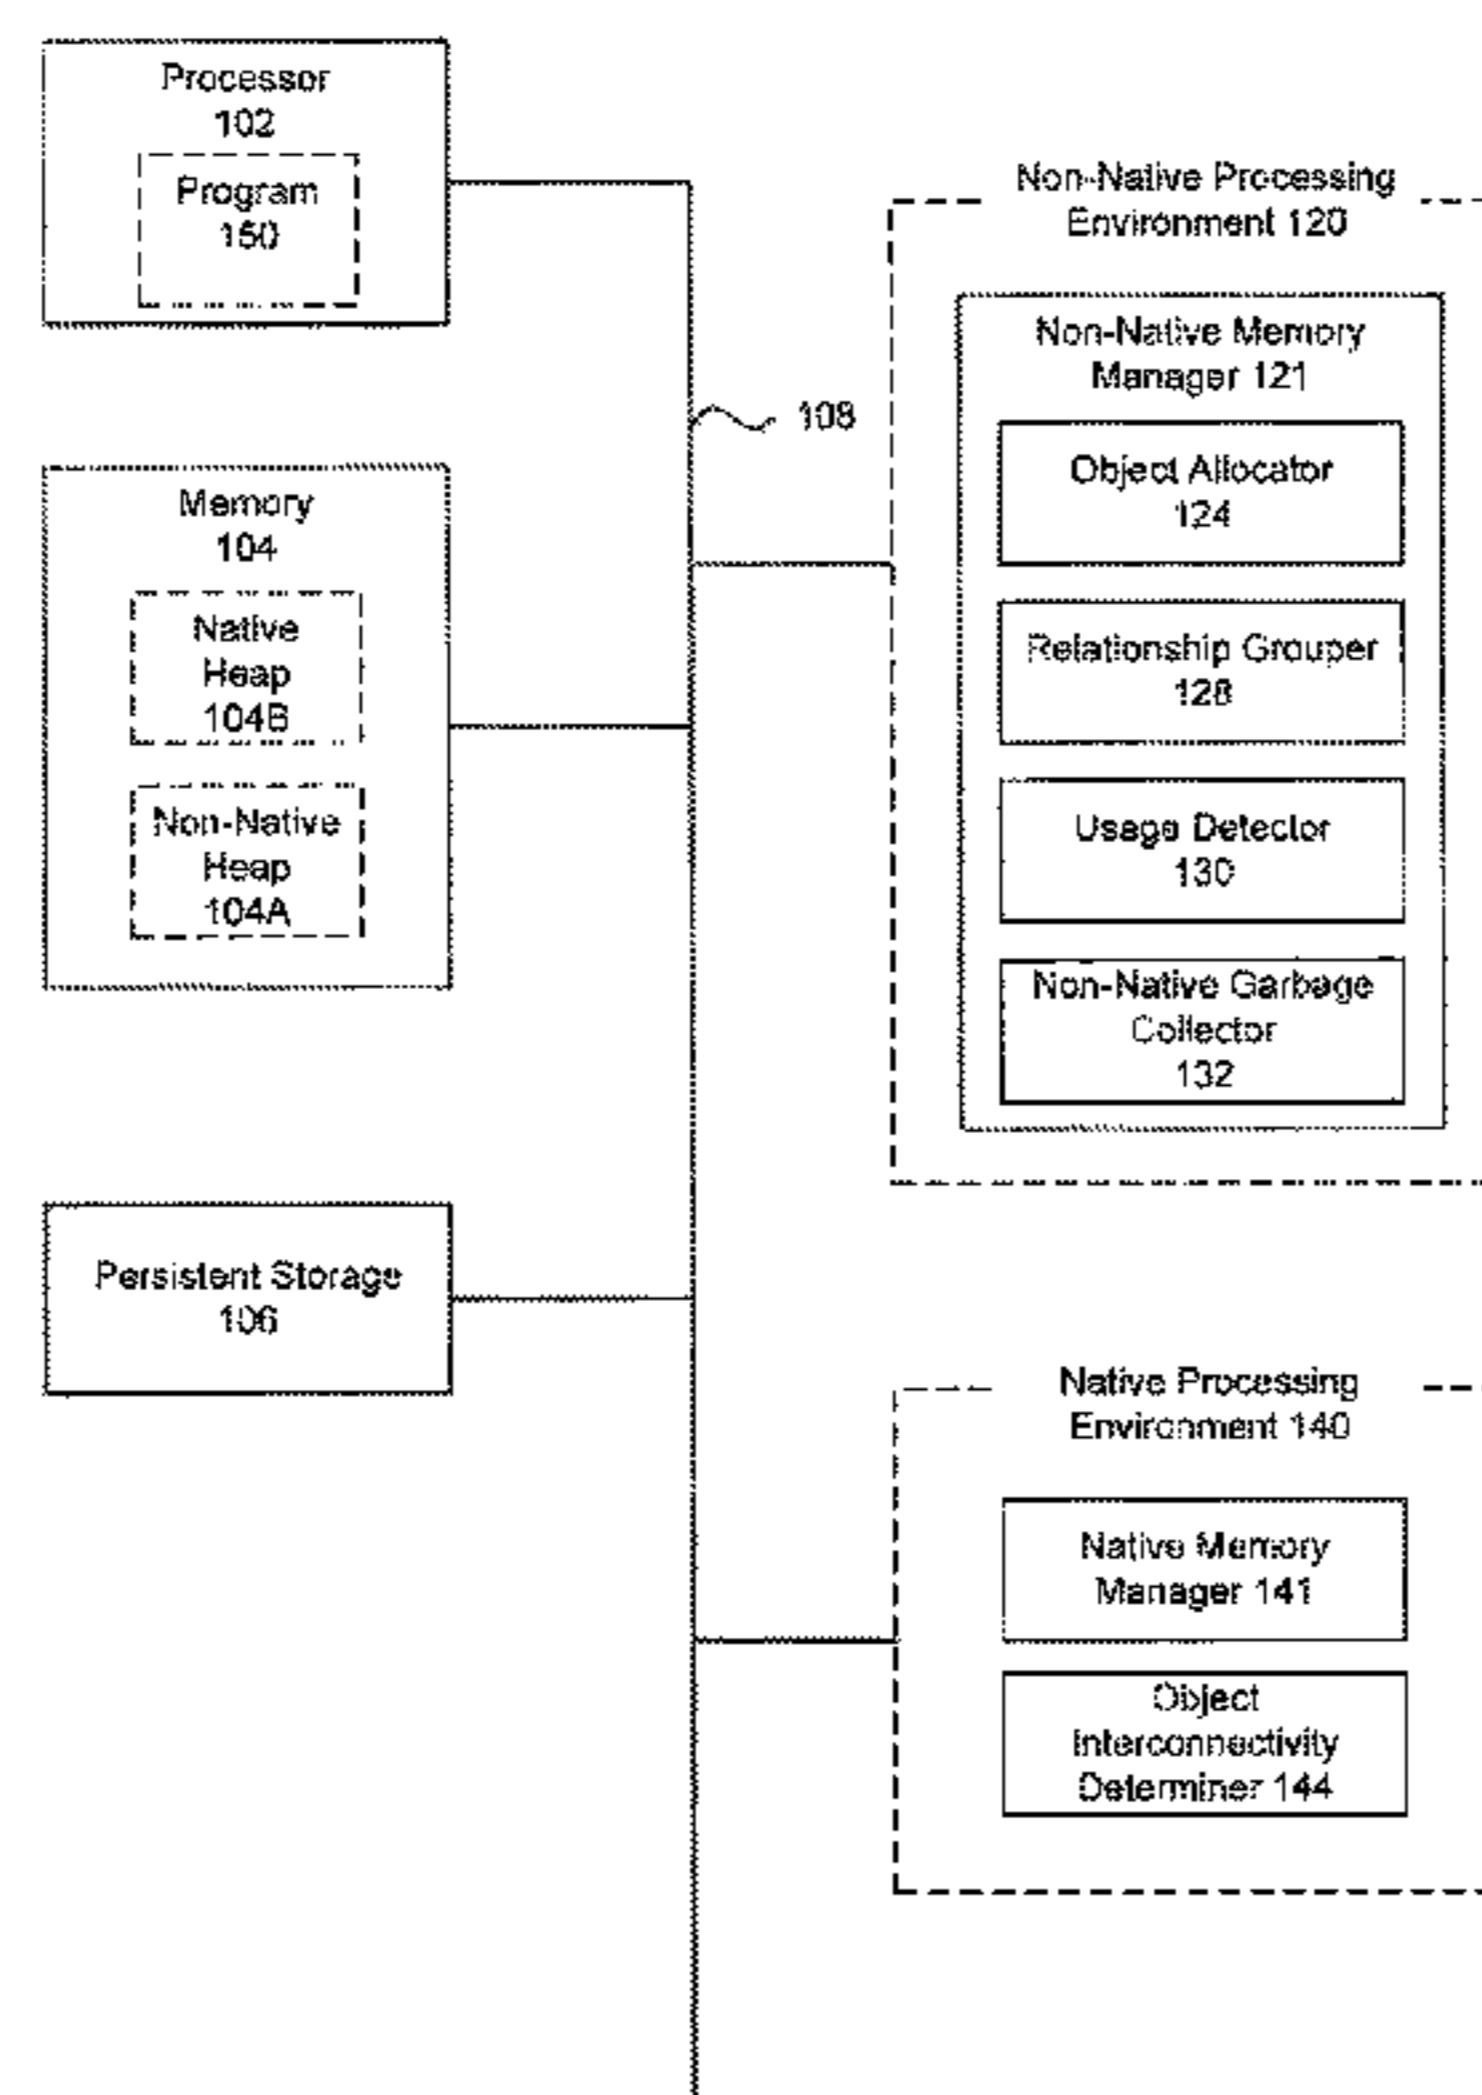 Processor
102
Program
150
Memory
104
Native
Heap
104B
Non-Native
Heap
104A
Persistent Storage
106
108
Non-Native Processing
Environment 120
Non-Native Memory
Manager 121
Object Allocator
124
Relationship Grouper
128
Usage Detector
130
Non-Native Garbage
Collector
132
Native Processing
Environment 140
Native Memory
Manager 141
Object
Interconnectivity
Determiner 144